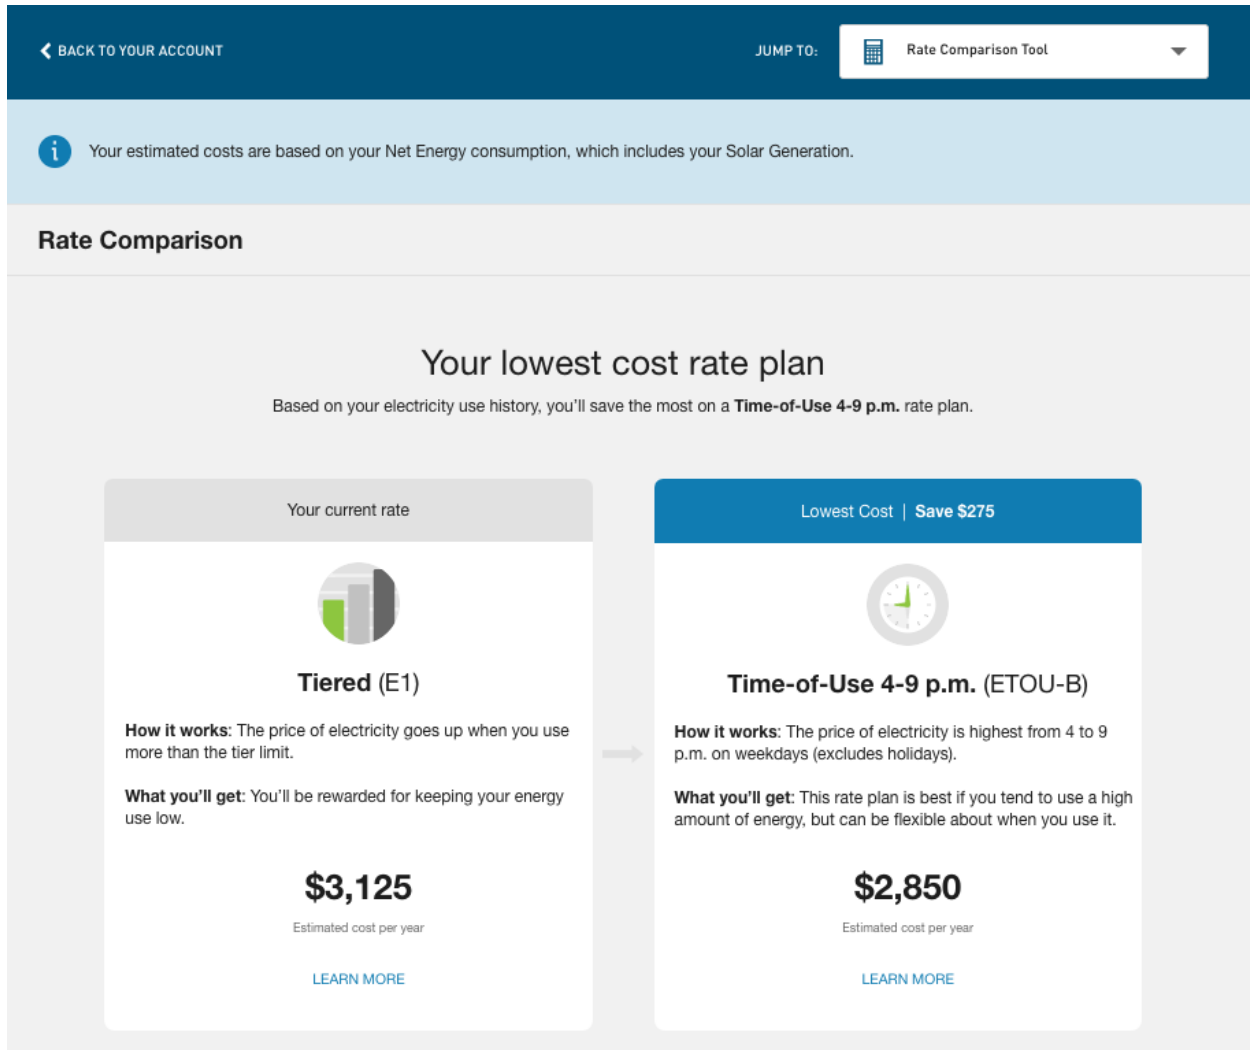 BACK TO YOUR ACCOUNT
JUMP TO:
Rate Comparison Tool
i
Your estimated costs are based on your Net Energy consumption, which includes your Solar Generation.
Rate Comparison
Your lowest cost rate plan
Based on your electricity use history, you'll save the most on a Time-of-Use 4-9 p.m. rate plan.
Your current rate
Tiered (E1)
How it works: The price of electricity goes up when you use
more than the tier limit.
What you'll get: You'll be rewarded for keeping your energy
use low.
$3,125
Estimated cost per year
LEARN MORE
Lowest Cost | Save $275
Time-of-Use 4-9 p.m. (ETOU-B)
How it works: The price of electricity is highest from 4 to 9
p.m. on weekdays (excludes holidays).
What you'll get: This rate plan is best if you tend to use a high
amount of energy, but can be flexible about when you use it.
$2,850
Estimated cost per year
LEARN MORE